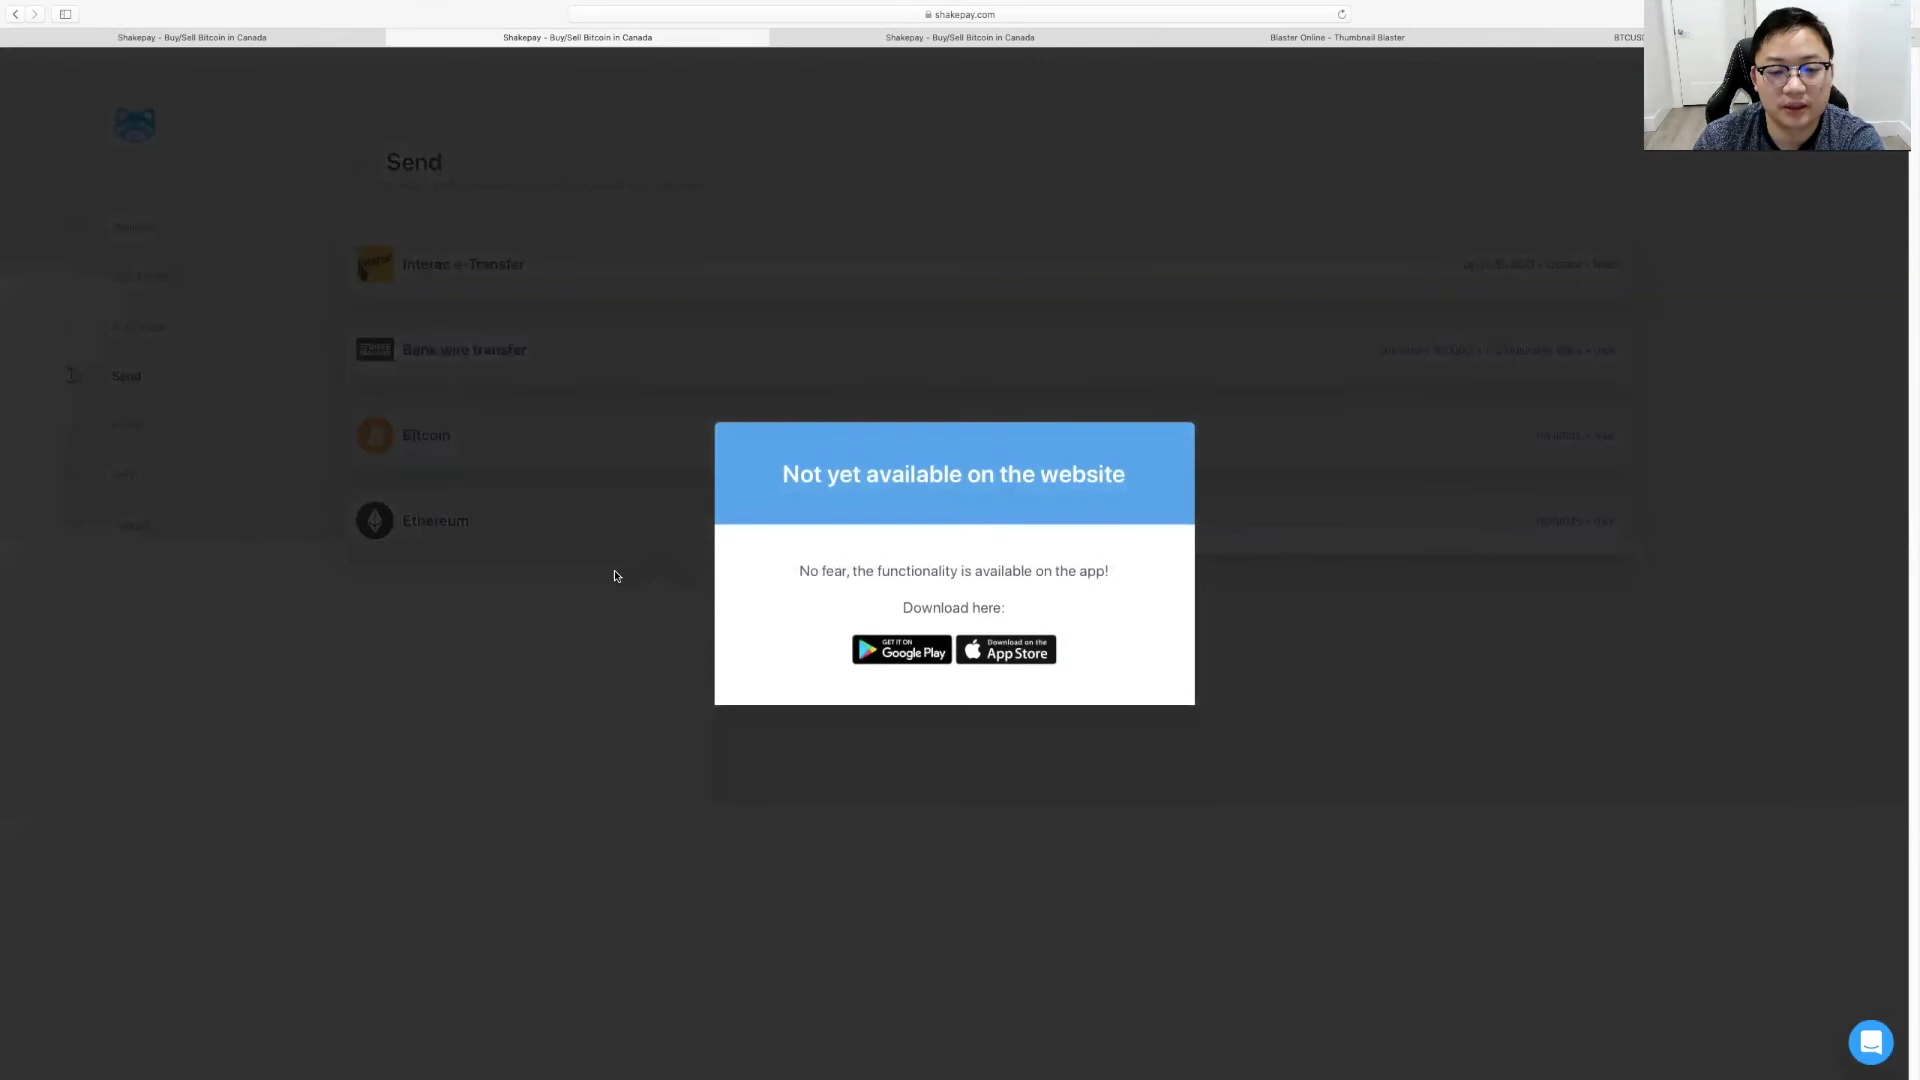 shakepay.com
Shakepay - Buy/Sell Bitcoin in Canada
Shakepay - Buy/Sell Bitcoin in Canada
Shakepay - Buy/Sell Bitcoin in Canada
Blaster Online - Thumbnail Blaster
Send
Interac e-Transfer
Bank wire transfer
Send
Bitcoin
Ethereum
Not yet available on the website
No fear, the functionality is available on the app!
Download here:
GET IT ON
Google Play
Download on the
App Store